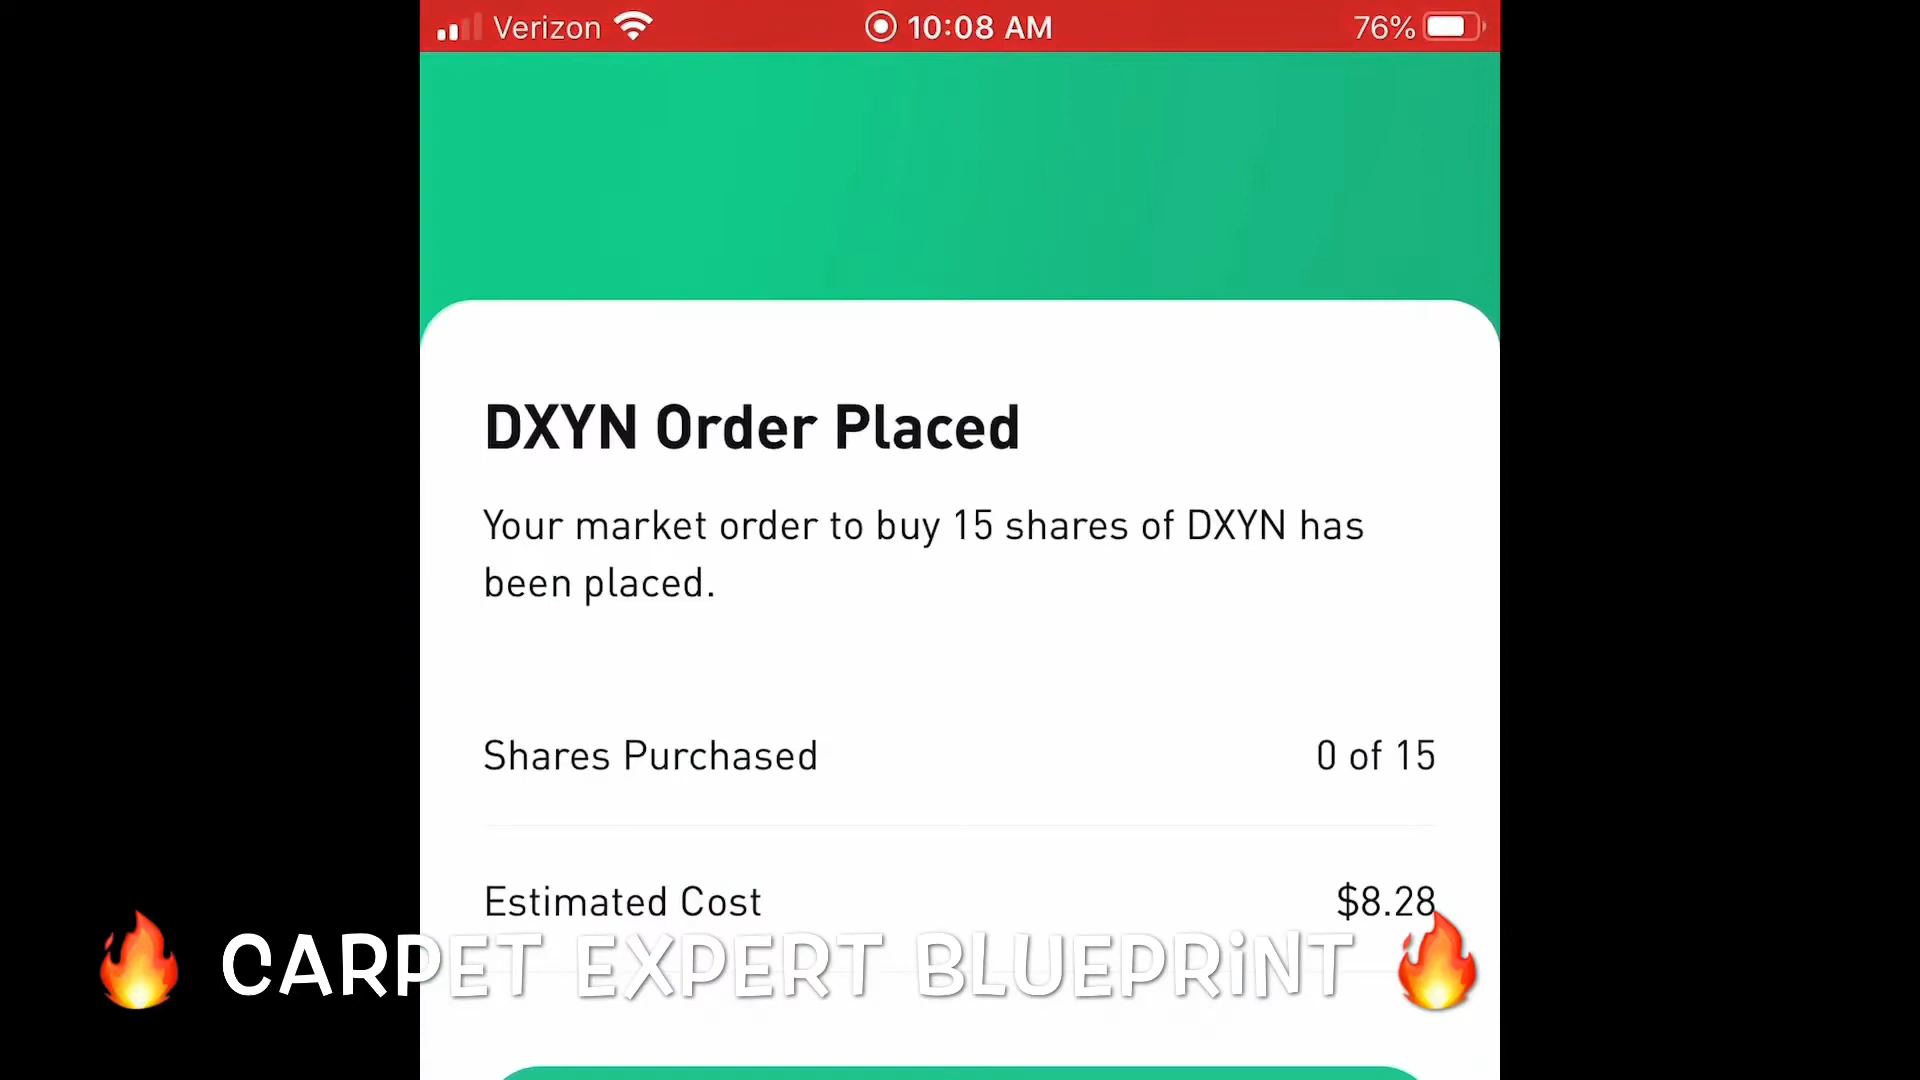 Verizon 10:08 AM 76%
DXYN Order Placed
Your market order to buy 15 shares of DXYN has
been placed.
Shares Purchased 0 of 15
Estimated Cost $8.28
🔥 CARPET EXPERT BLUEPRiNT 🔥